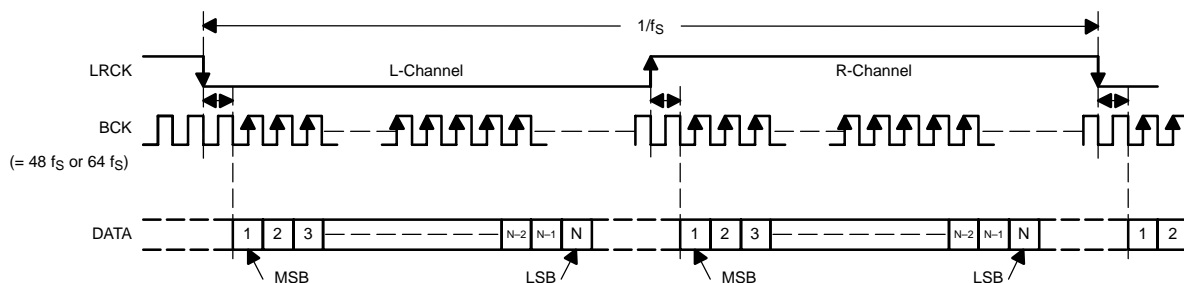 1/fS
LRCK
L-Channel
R-Channel
BCK
(= 48 fS or 64 fS)
DATA
1 2 3 N–2 N–1 N 1 2 3 N–2 N–1 N 1 2
MSB LSB MSB LSB